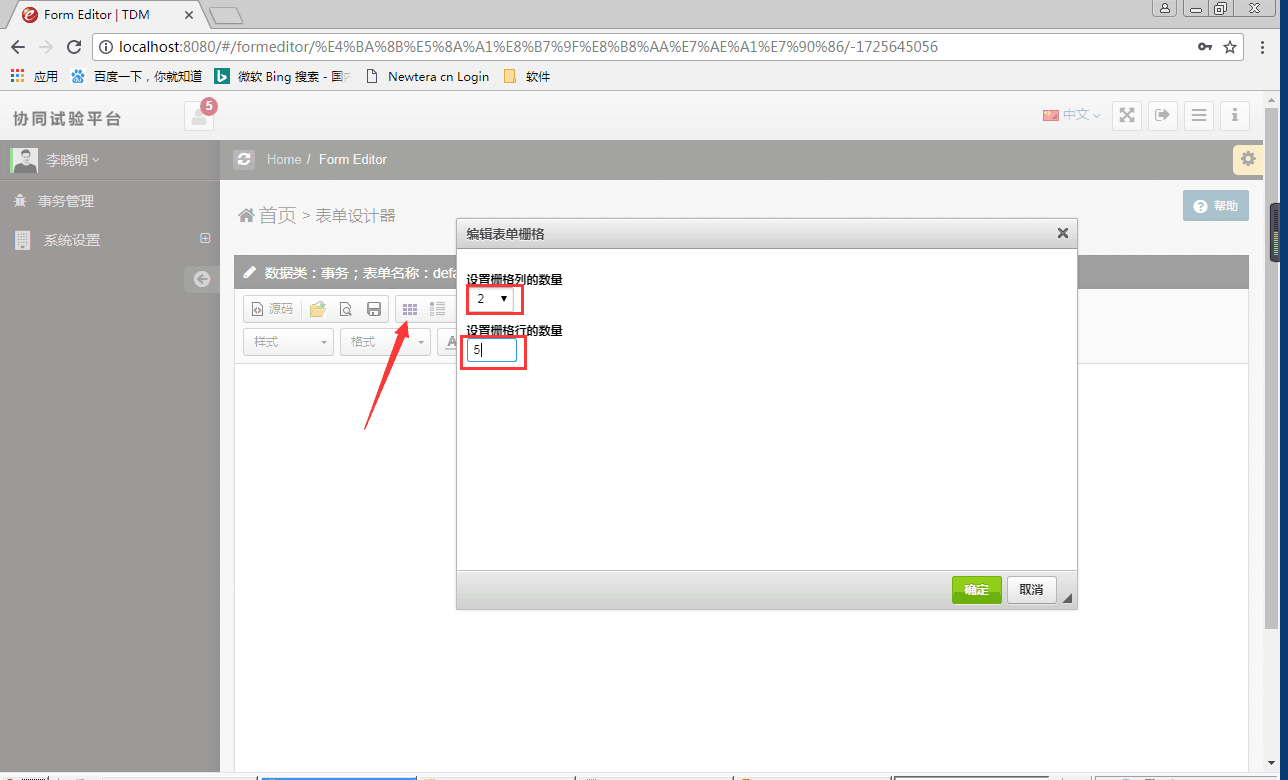 Form Editor | TDM
localhost:8080/#/formeditor/%E4%BA%8B%E5%8A%A1%E8%B7%9F%E8%B8%AA%E7%AE%A1%E7%90%86/-1725645056
应用 百度一下，你就知道 微软 Bing 搜索 - 国 Newtera cn Login 软件
协同试验平台 5 中文
李晓明 Home / Form Editor
事务管理
首页 > 表单设计器 帮助
系统设置
编辑表单栅格
数据类：事务；表单名称：defa
设置栅格列的数量
2
源码
设置栅格行的数量
样式 格式 A
5
确定 取消